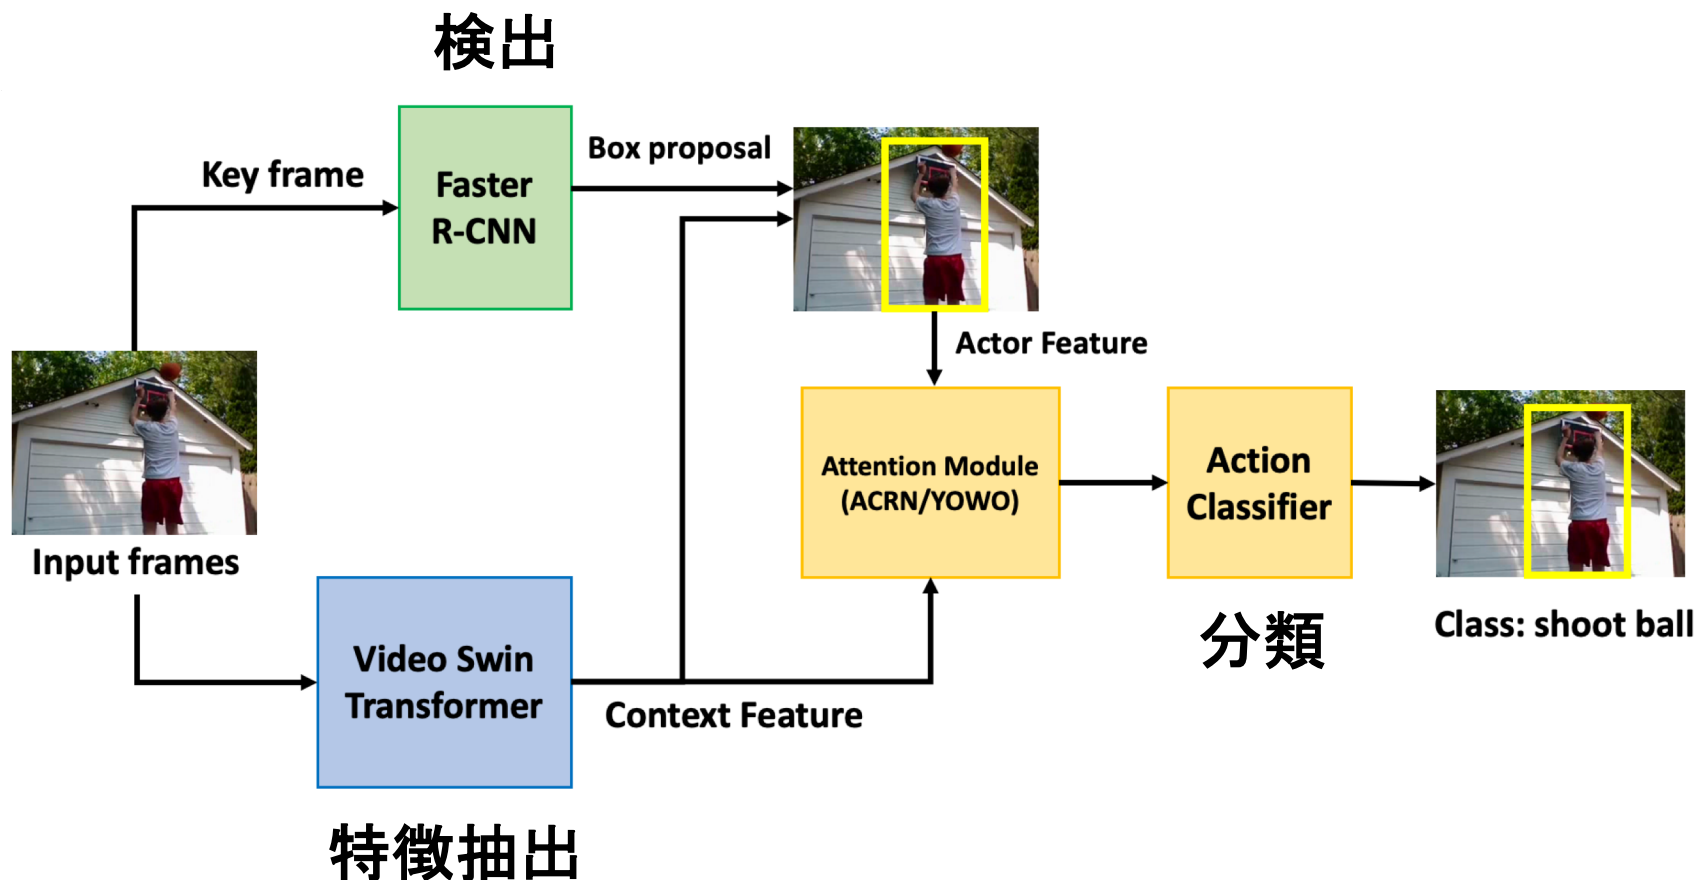 検出
Key frame
Faster
R-CNN
Box proposal
Actor Feature
Input frames
Attention Module
(ACRN/YOWO)
Action
Classifier
Class: shoot ball
分類
Video Swin
Transformer
Context Feature
特徴抽出